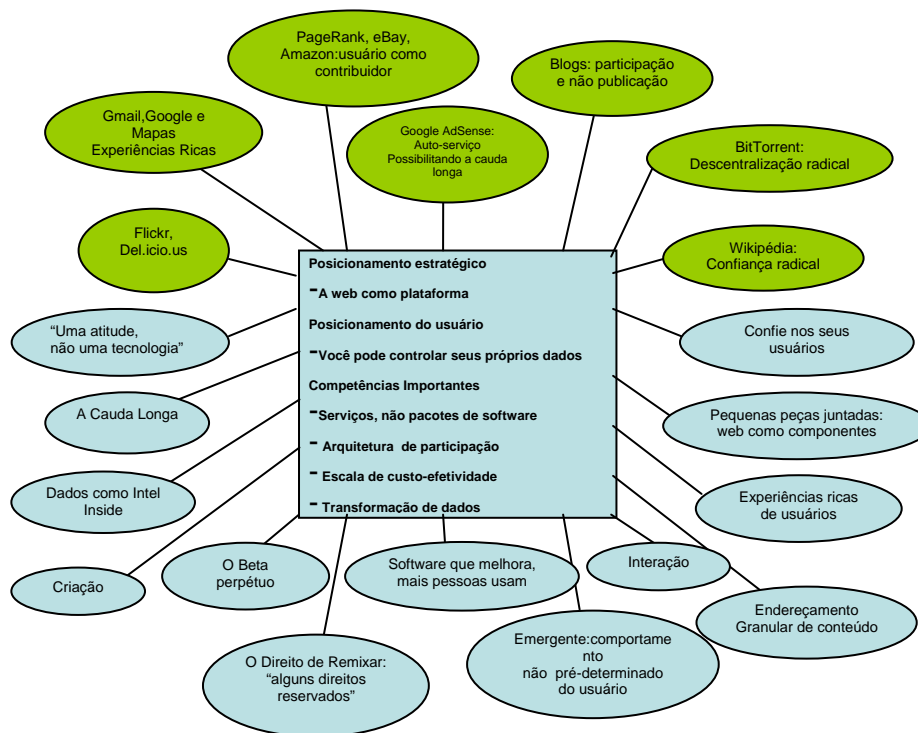 PageRank, eBay,
Amazon:usuário como
contribuidor
Blogs: participação
e não publicação
Gmail,Google e
Mapas
Experiências Ricas
Google AdSense:
Auto-serviço
Possibilitando a cauda
longa
BitTorrent:
Descentralização radical
Flickr,
Del.icio.us
Wikipédia:
Confiança radical
Posicionamento estratégico
-A web como plataforma
Posicionamento do usuário
-Você pode controlar seus próprios dados
Competências Importantes
-Serviços, não pacotes de software
- Arquitetura de participação
- Escala de custo-efetividade
- Transformação de dados
“Uma atitude,
não uma tecnologia”
Confie nos seus
usuários
A Cauda Longa
Pequenas peças juntadas:
web como componentes
Dados como Intel
Inside
Experiências ricas
de usuários
Criação
O Beta
perpétuo
Software que melhora,
mais pessoas usam
Interação
Endereçamento
Granular de conteúdo
O Direito de Remixar:
“alguns direitos
reservados”
Emergente:comportame
nto
não pré-determinado
do usuário